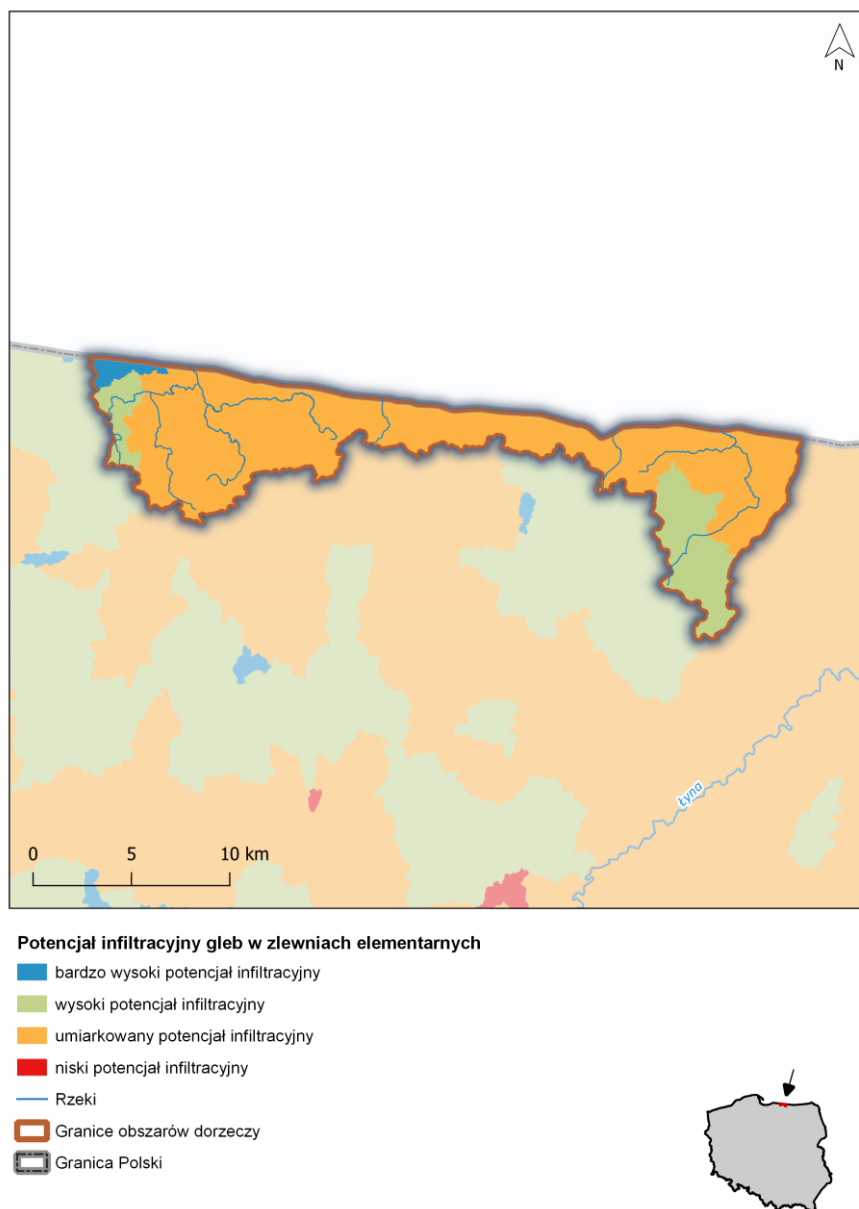 N
Łyna
0 5 10 km
Potencjał infiltracyjny gleb w zlewniach elementarnych
bardzo wysoki potencjał infiltracyjny
wysoki potencjał infiltracyjny
umiarkowany potencjał infiltracyjny
niski potencjał infiltracyjny
Rzeki
Granice obszarów dorzeczy
Granica Polski